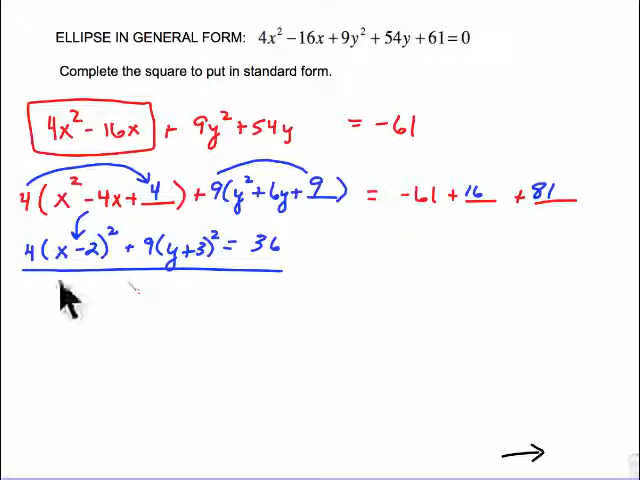 ELLIPSE IN GENERAL FORM: 4x² − 16x + 9y² + 54y + 61 = 0
Complete the square to put in standard form.
4x² − 16x + 9y² + 54y = −61
4(x² − 4x + 4) + 9(y² + 6y + 9) = −61 + 16 + 81
4(x − 2)² + 9(y + 3)² = 36